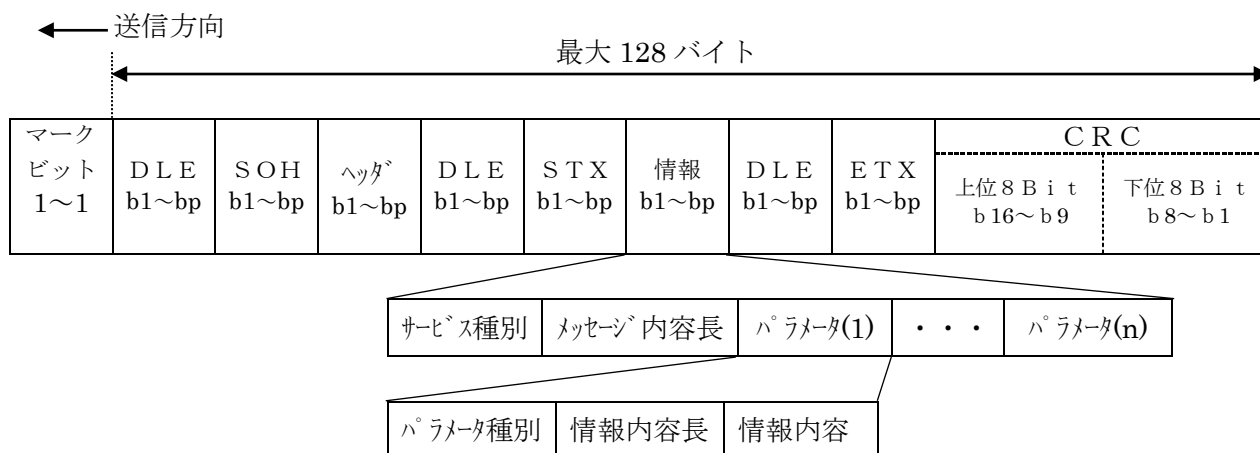 送信方向
最大 128 バイト
マーク
ビット
1～1
ＤＬＥ
b1～bp
ＳＯＨ
b1～bp
ﾍｯﾀﾞ
b1～bp
ＤＬＥ
b1～bp
ＳＴＸ
b1～bp
情報
b1～bp
ＤＬＥ
b1～bp
ＥＴＸ
b1～bp
ＣＲＣ
上位８Ｂｉｔ
ｂ16～ｂ9
下位８Ｂｉｔ
ｂ8～ｂ1
ｻｰﾋﾞｽ種別
ﾒｯｾｰｼﾞ内容長
ﾊﾟﾗﾒｰﾀ(1)
・・・
ﾊﾟﾗﾒｰﾀ(n)
ﾊﾟﾗﾒｰﾀ種別
情報内容長
情報内容